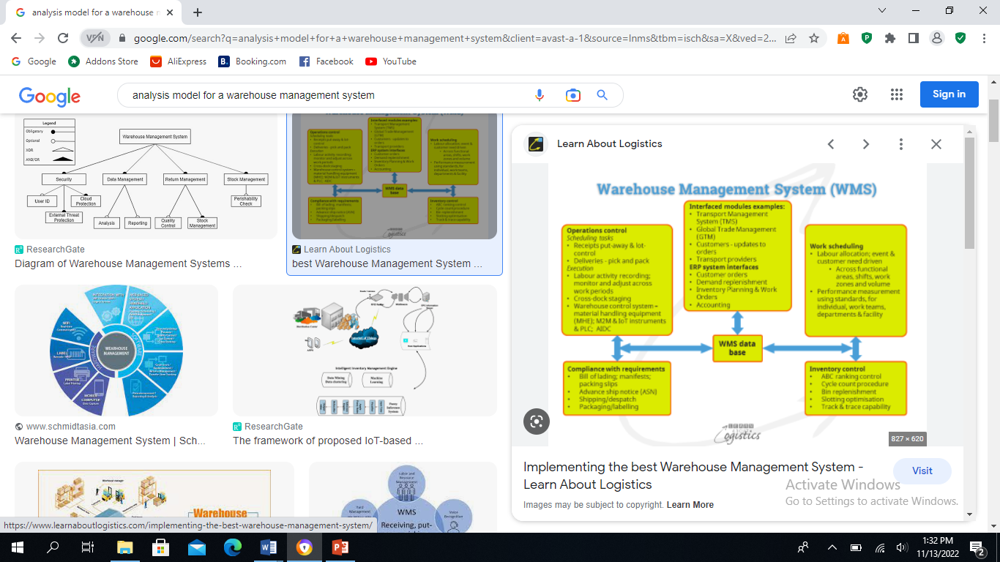 analysis model for a warehouse n
VPN
google.com/search?q=analysis+model+for+a+warehouse+management+system&client=avast-a-1&source=lnms&tbm=isch&sa=X&ved=2...
Google
Addons Store
AliExpress
Booking.com
Facebook
YouTube
Google
analysis model for a warehouse management system
Sign in
Legend
Obligatory
Optional
XOR
AND/OR
Warehouse Management System
Security
Data Management
Return Management
Stock Management
User ID
Cloud Protection
External Threat Protection
Analysis
Reporting
Quality Control
Stock Management
Perishability Check
ResearchGate
Diagram of Warehouse Management Systems ...
Learn About Logistics
best Warehouse Management System ...
WAREHOUSE MANAGEMENT
www.schmidtasia.com
Warehouse Management System | Sch...
Internet of Things
Intelligent Inventory Management Engine
Data Mining
Data clustering
Machine Learning
ResearchGate
The framework of proposed IoT-based ...
Warehouse
WMS
Receiving, put-
Learn About Logistics
Warehouse Management System (WMS)
Operations control
Scheduling tasks
• Receipts put-away & lot-
control
• Deliveries - pick and pack
Execution
• Labour activity recording;
monitor and adjust across
work periods
• Cross-dock staging
• Warehouse control system –
material handling equipment
(MHE); M2M & IoT instruments
& PLC; AIDC
Interfaced modules examples:
• Transport Management
System (TMS)
• Global Trade Management
(GTM)
• Customers - updates to
orders
• Transport providers
ERP system interfaces
• Customer orders
• Demand replenishment
• Inventory Planning & Work
Orders
• Accounting
Work scheduling
• Labour allocation; event &
customer need driven
• Across functional
areas, shifts, work
zones and volume
• Performance measurement
using standards, for
individual, work teams,
departments & facility
WMS data
base
Compliance with requirements
• Bill of lading; manifests;
packing slips
• Advance ship notice (ASN)
• Shipping/despatch
• Packaging/labelling
Inventory control
• ABC ranking control
• Cycle count procedure
• Bin replenishment
• Slotting optimisation
• Track & trace capability
LEARN ABOUT
Logistics
827 × 620
Implementing the best Warehouse Management System -
Learn About Logistics
Visit
Images may be subject to copyright. Learn More
Activate Windows
Go to Settings to activate Windows.
https://www.learnaboutlogistics.com/implementing-the-best-warehouse-management-system/
1:32 PM
11/13/2022
2